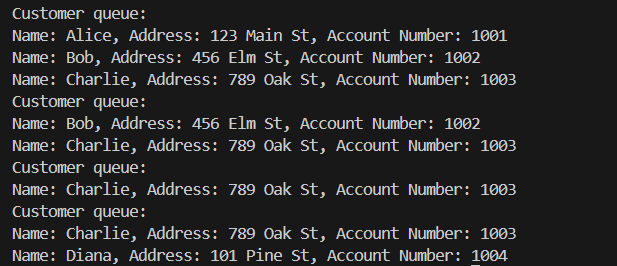 Customer queue:
Name: Alice, Address: 123 Main St, Account Number: 1001
Name: Bob, Address: 456 Elm St, Account Number: 1002
Name: Charlie, Address: 789 Oak St, Account Number: 1003
Customer queue:
Name: Bob, Address: 456 Elm St, Account Number: 1002
Name: Charlie, Address: 789 Oak St, Account Number: 1003
Customer queue:
Name: Charlie, Address: 789 Oak St, Account Number: 1003
Customer queue:
Name: Charlie, Address: 789 Oak St, Account Number: 1003
Name: Diana, Address: 101 Pine St, Account Number: 1004